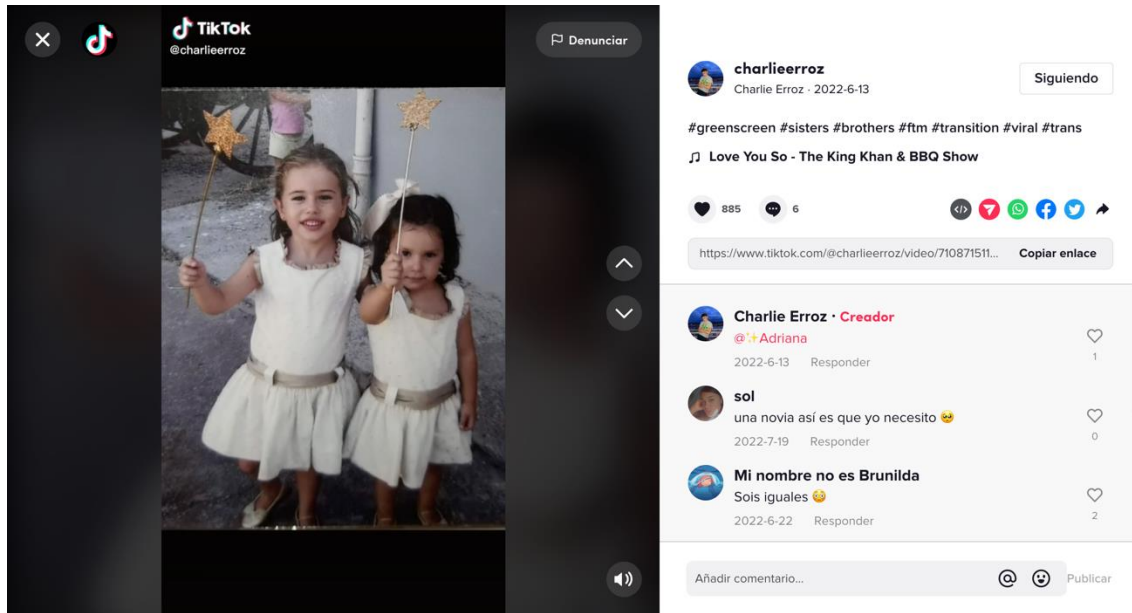 TikTok
@charlieerroz
Denunciar
charlieerroz
Charlie Erroz · 2022-6-13
Siguiendo
#greenscreen #sisters #brothers #ftm #transition #viral #trans
Love You So - The King Khan & BBQ Show
885
6
https://www.tiktok.com/@charlieerroz/video/710871511...
Copiar enlace
Charlie Erroz · Creador
@✨Adriana
2022-6-13 Responder
1
sol
una novia así es que yo necesito 🥹
2022-7-19 Responder
0
Mi nombre no es Brunilda
Sois iguales 😳
2022-6-22 Responder
2
Añadir comentario...
Publicar